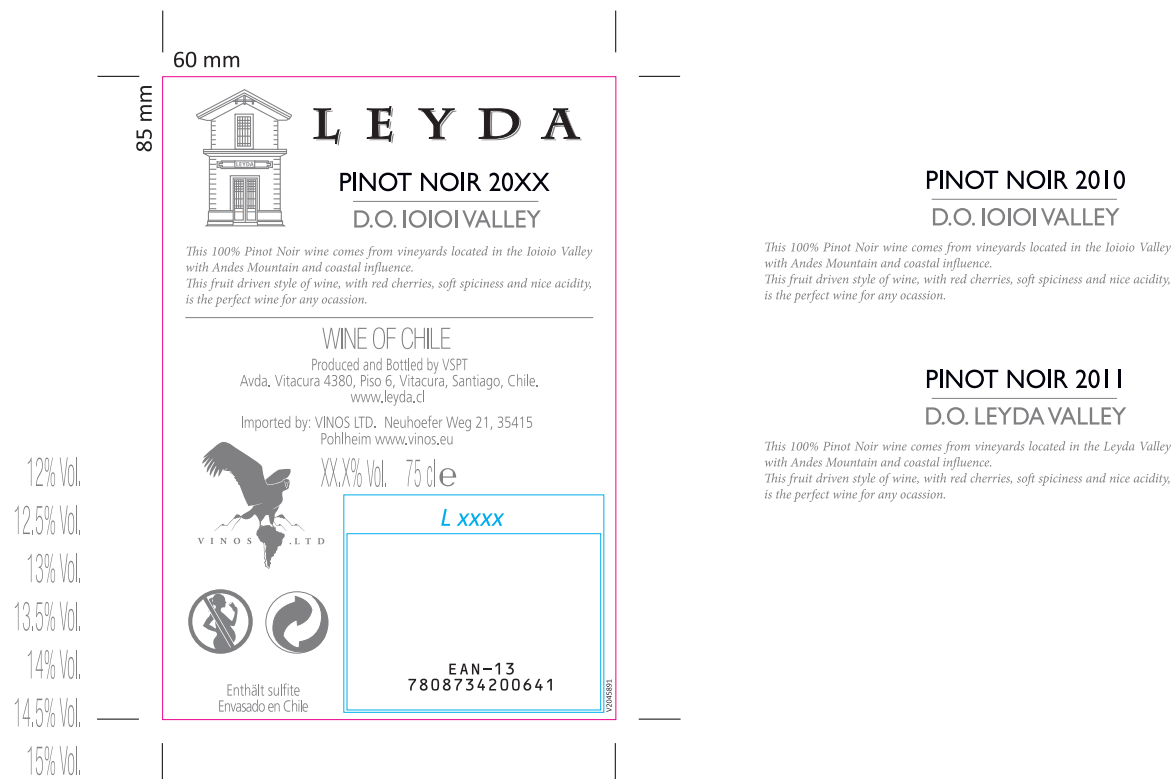 60 mm
85 mm
LEYDA
LEYDA
PINOT NOIR 20XX
D.O. IOIOI VALLEY
This 100% Pinot Noir wine comes from vineyards located in the Ioioio Valley
with Andes Mountain and coastal influence.
This fruit driven style of wine, with red cherries, soft spiciness and nice acidity,
is the perfect wine for any ocassion.
WINE OF CHILE
Produced and Bottled by VSPT
Avda. Vitacura 4380, Piso 6, Vitacura, Santiago, Chile.
www.leyda.cl
Imported by: VINOS LTD. Neuhoefer Weg 21, 35415
Pohlheim www.vinos.eu
XX.X% Vol. 75 cl e
VINOS .LTD
L xxxx
EAN-13
7808734200641
V2045891
Enthält sulfite
Envasado en Chile
12% Vol.
12.5% Vol.
13% Vol.
13.5% Vol.
14% Vol.
14.5% Vol.
15% Vol.
PINOT NOIR 2010
D.O. IOIOI VALLEY
This 100% Pinot Noir wine comes from vineyards located in the Ioioio Valley
with Andes Mountain and coastal influence.
This fruit driven style of wine, with red cherries, soft spiciness and nice acidity,
is the perfect wine for any ocassion.
PINOT NOIR 2011
D.O. LEYDA VALLEY
This 100% Pinot Noir wine comes from vineyards located in the Leyda Valley
with Andes Mountain and coastal influence.
This fruit driven style of wine, with red cherries, soft spiciness and nice acidity,
is the perfect wine for any ocassion.